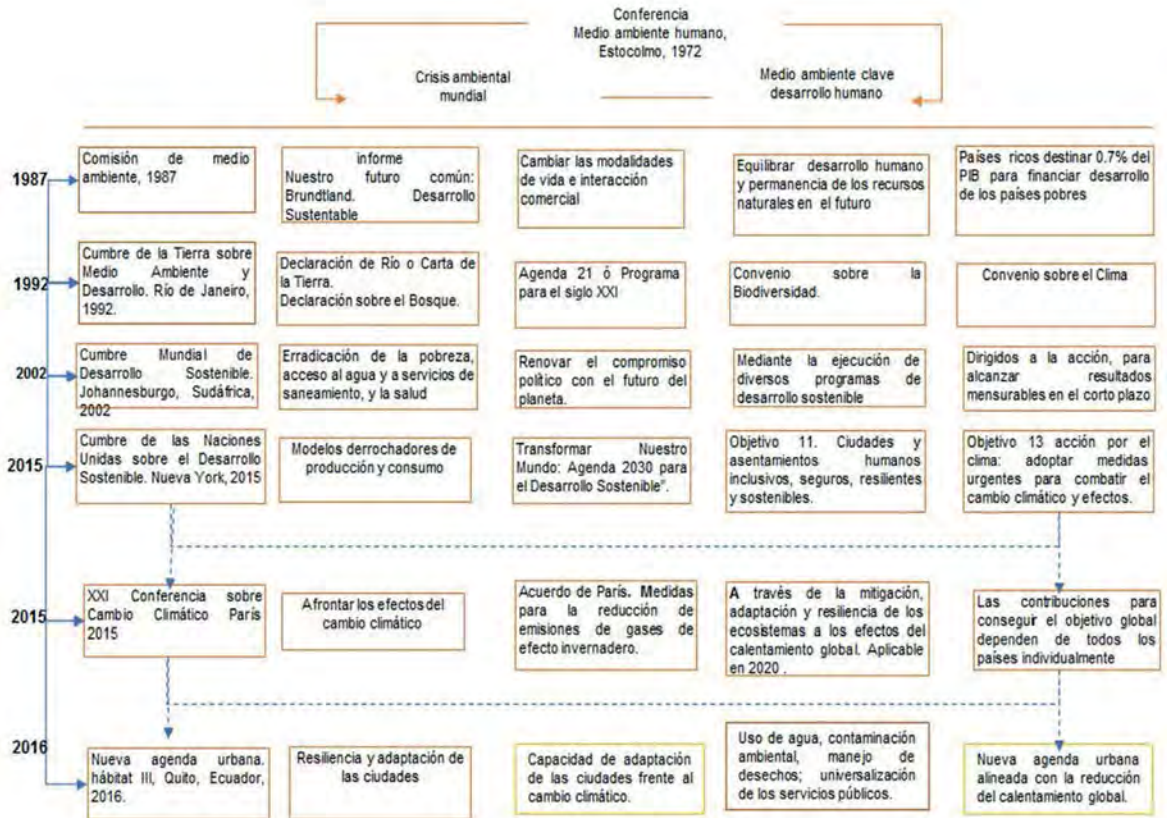 Conferencia
Medio ambiente humano,
Estocolmo, 1972
Crisis ambiental
mundial
Medio ambiente clave
desarrollo humano
1987
Comisión de medio
ambiente, 1987
informe
Nuestro futuro común:
Brundtland. Desarrollo
Sustentable
Cambiar las modalidades
de vida e interacción
comercial
Equilibrar desarrollo humano
y permanencia de los recursos
naturales en el futuro
Países ricos destinar 0.7% del
PIB para financiar desarrollo
de los países pobres
1992
Cumbre de la Tierra sobre
Medio Ambiente y
Desarrollo. Río de Janeiro,
1992.
Declaración de Río o Carta de
la Tierra.
Declaración sobre el Bosque.
Agenda 21 ó Programa
para el siglo XXI
Convenio sobre la
Biodiversidad.
Convenio sobre el Clima
2002
Cumbre Mundial de
Desarrollo Sostenible.
Johannesburgo, Sudáfrica,
2002
Erradicación de la pobreza,
acceso al agua y a servicios de
saneamiento, y la salud
Renovar el compromiso
político con el futuro del
planeta.
Mediante la ejecución de
diversos programas de
desarrollo sostenible
Dirigidos a la acción, para
alcanzar resultados
mensurables en el corto plazo
2015
Cumbre de las Naciones
Unidas sobre el Desarrollo
Sostenible. Nueva York, 2015
Modelos derrochadores de
producción y consumo
Transformar Nuestro
Mundo: Agenda 2030 para
el Desarrollo Sostenible”.
Objetivo 11. Ciudades y
asentamientos humanos
inclusivos, seguros, resilientes
y sostenibles.
Objetivo 13 acción por el
clima: adoptar medidas
urgentes para combatir el
cambio climático y efectos.
2015
XXI Conferencia sobre
Cambio Climático París
2015
Afrontar los efectos del
cambio climático
Acuerdo de París. Medidas
para la reducción de
emisiones de gases de
efecto invernadero.
A través de la mitigación,
adaptación y resiliencia de los
ecosistemas a los efectos del
calentamiento global. Aplicable
en 2020 .
Las contribuciones para
conseguir el objetivo global
dependen de todos los
países individualmente
2016
Nueva agenda urbana.
hábitat III, Quito, Ecuador,
2016.
Resiliencia y adaptación de
las ciudades
Capacidad de adaptación
de las ciudades frente al
cambio climático.
Uso de agua, contaminación
ambiental, manejo de
desechos; universalización
de los servicios públicos.
Nueva agenda urbana
alineada con la reducción
del calentamiento global.